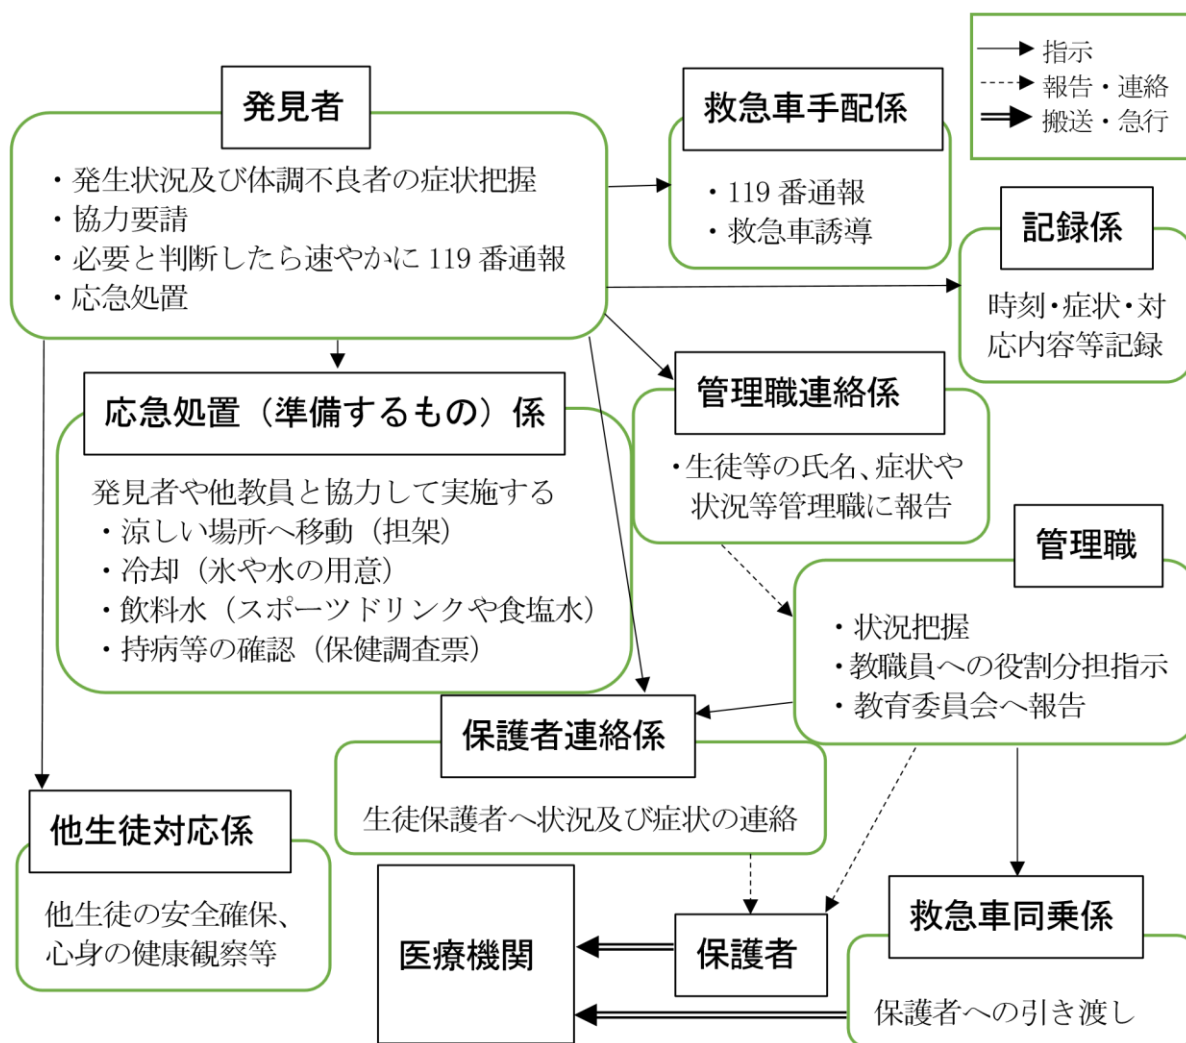 指示
報告・連絡
搬送・急行
発見者
・発生状況及び体調不良者の症状把握
・協力要請
・必要と判断したら速やかに 119 番通報
・応急処置
救急車手配係
・119 番通報
・救急車誘導
記録係
時刻・症状・対
応内容等記録
応急処置（準備するもの）係
発見者や他教員と協力して実施する
・涼しい場所へ移動（担架）
・冷却（氷や水の用意）
・飲料水（スポーツドリンクや食塩水）
・持病等の確認（保健調査票）
管理職連絡係
・生徒等の氏名、症状や
状況等管理職に報告
管理職
・状況把握
・教職員への役割分担指示
・教育委員会へ報告
保護者連絡係
生徒保護者へ状況及び症状の連絡
他生徒対応係
他生徒の安全確保、
心身の健康観察等
医療機関
保護者
救急車同乗係
保護者への引き渡し